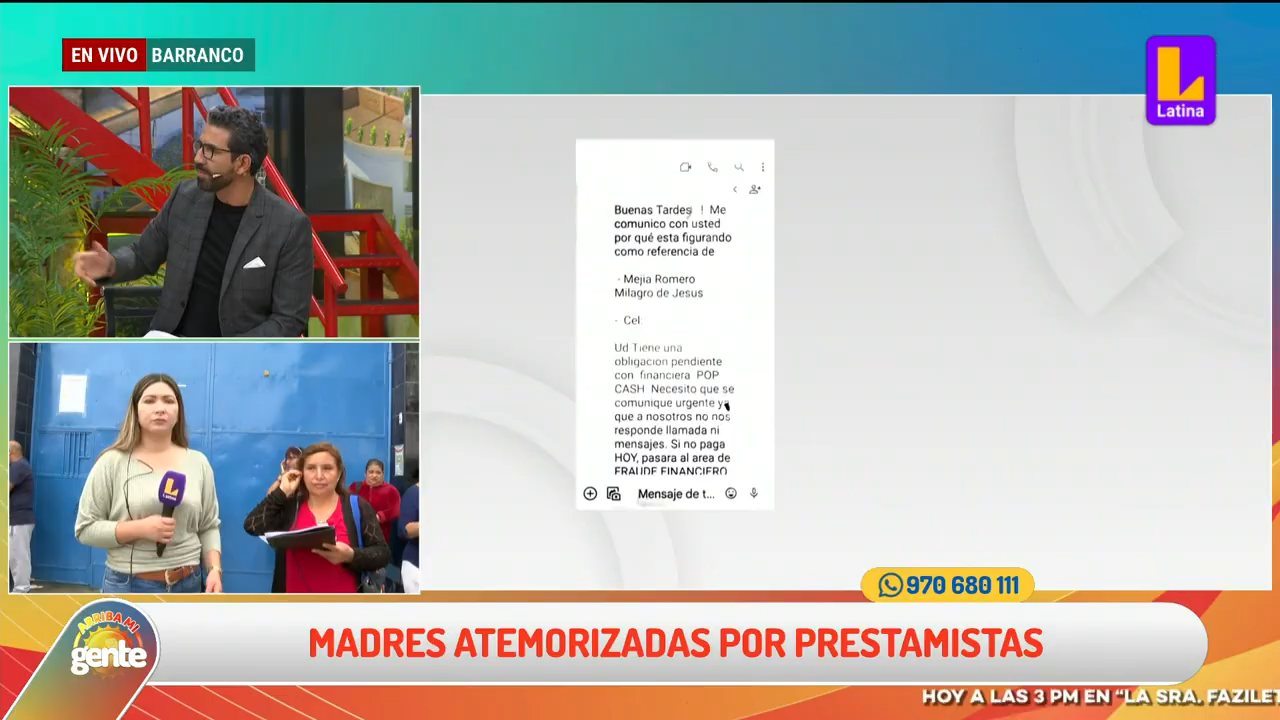 EN VIVO BARRANCO
Latina
Buenas Tardes ! Me
comunico con usted
por qué esta figurando
como referencia de
- Mejia Romero
Milagro de Jesus
- Cel
Ud Tiene una
obligacion pendiente
con financiera POP
CASH Necesito que se
comunique urgente ya
que a nosotros no nos
responde llamada ni
mensajes. Si no paga
HOY, pasara al area de
FRAUDE FINANCIERO
Mensaje de t...
Latina
970 680 111
ARRIBA MI
gente
MADRES ATEMORIZADAS POR PRESTAMISTAS
HOY A LAS 3 PM EN “LA SRA. FAZILET